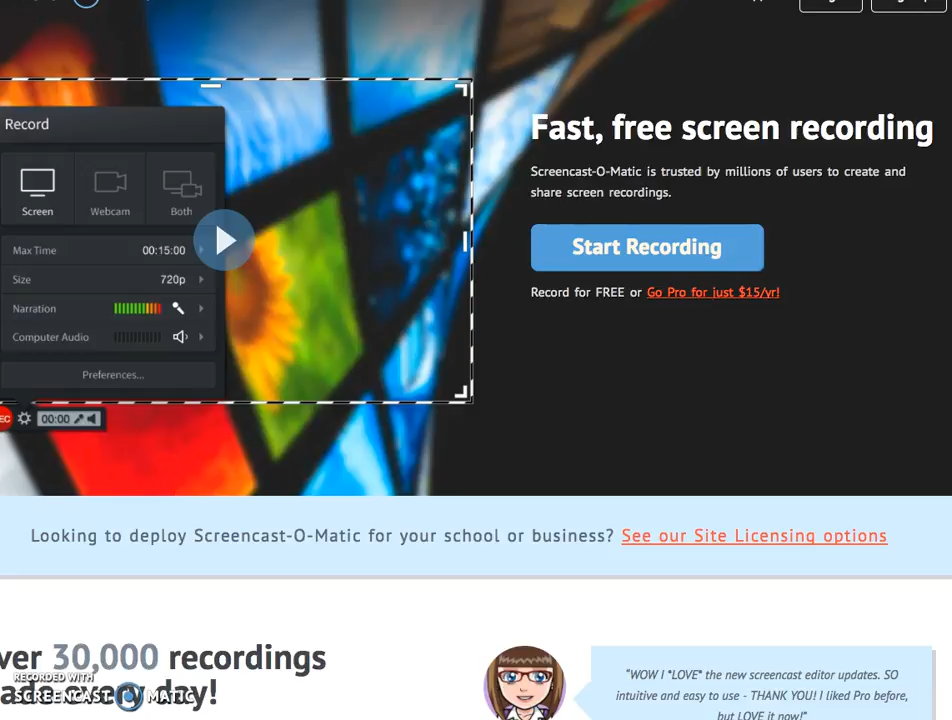 Record
Fast, free screen recording
Screencast-O-Matic is trusted by millions of users to create and
share screen recordings.
Screen
Webcam
Both
Start Recording
Max Time 00:15:00
Size 720p
Record for FREE or Go Pro for just $15/yr!
Narration
Computer Audio
Preferences...
EC 00:00
Looking to deploy Screencast-O-Matic for your school or business? See our Site Licensing options
ver 30,000 recordings
ade every day!
RECORDED WITH
SCREENCAST MATIC
“WOW I *LOVE* the new screencast editor updates. SO
intuitive and easy to use - THANK YOU! I liked Pro before,
but LOVE it now!”